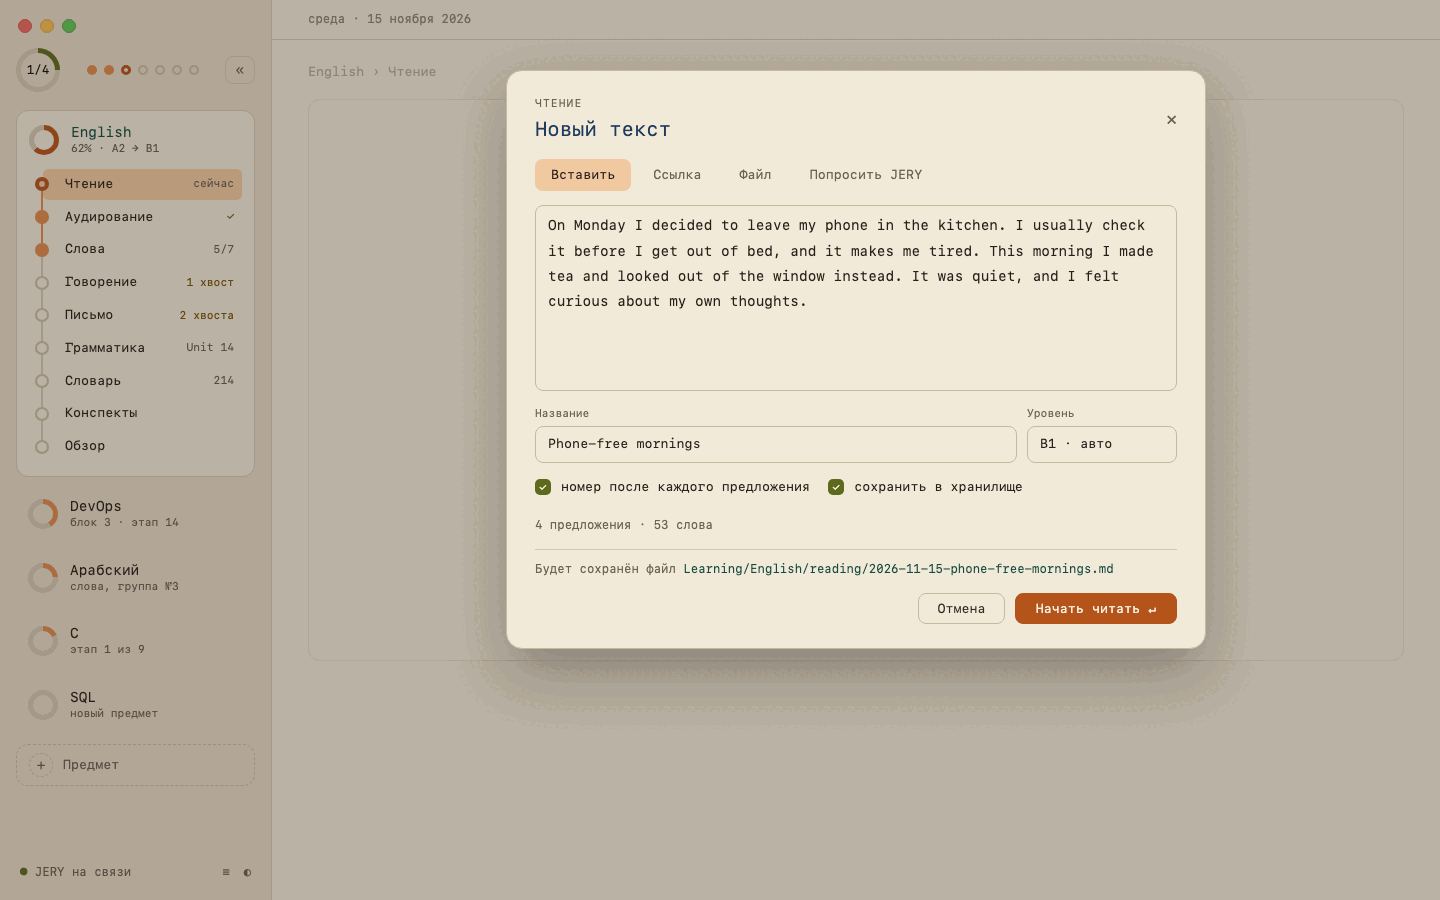 среда · 15 ноября 2026
1/4
«
English
62% · A2 → B1
Чтение сейчас
Аудирование ✓
Слова 5/7
Говорение 1 хвост
Письмо 2 хвоста
Грамматика Unit 14
Словарь 214
Конспекты
Обзор
DevOps
блок 3 · этап 14
Арабский
слова, группа №3
C
этап 1 из 9
SQL
новый предмет
+ Предмет
JERY на связи
English › Чтение
ЧТЕНИЕ
Новый текст
×
Вставить Ссылка Файл Попросить JERY
On Monday I decided to leave my phone in the kitchen. I usually check
it before I get out of bed, and it makes me tired. This morning I made
tea and looked out of the window instead. It was quiet, and I felt
curious about my own thoughts.
Название Уровень
Phone-free mornings B1 · авто
номер после каждого предложения сохранить в хранилище
4 предложения · 53 слова
Будет сохранён файл Learning/English/reading/2026-11-15-phone-free-mornings.md
Отмена Начать читать ↵